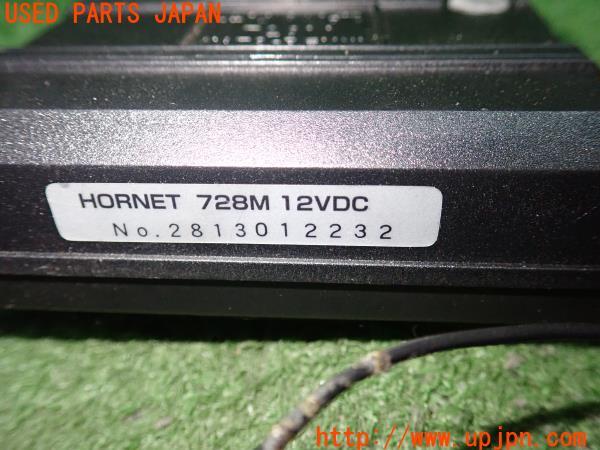 USED PARTS JAPAN
HORNET 728M 12VDC
No.2813012232
http://www.upjpn.com